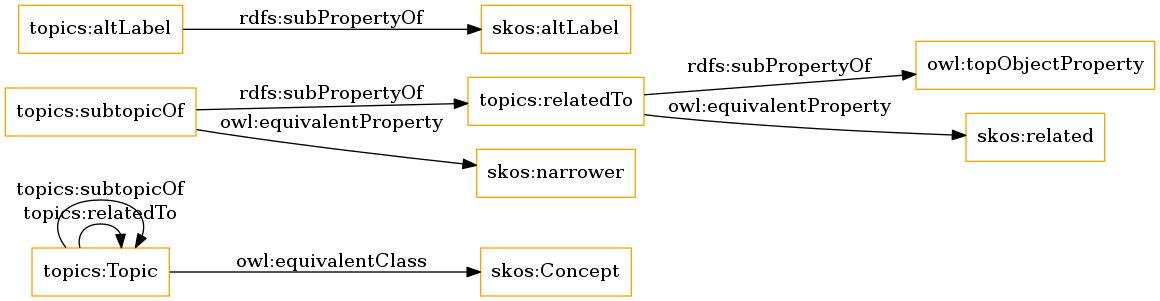 topics:altLabel
rdfs:subPropertyOf
skos:altLabel
topics:subtopicOf
rdfs:subPropertyOf
topics:relatedTo
rdfs:subPropertyOf
owl:topObjectProperty
owl:equivalentProperty
skos:related
owl:equivalentProperty
skos:narrower
topics:subtopicOf
topics:relatedTo
topics:Topic
owl:equivalentClass
skos:Concept